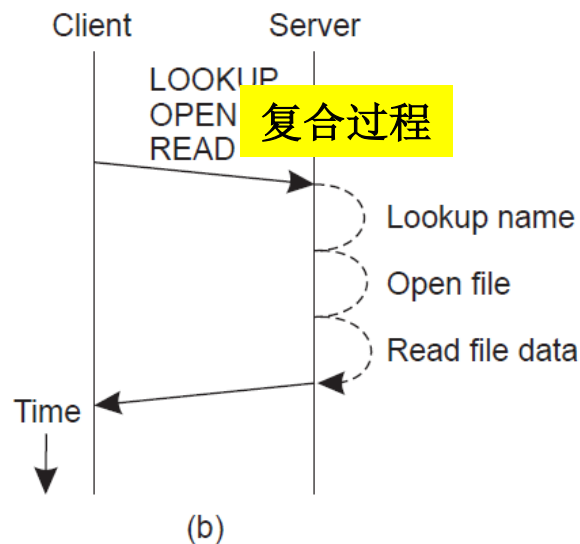 Client Server
LOOKUP
OPEN
READ
复合过程
Lookup name
Open file
Read file data
Time
(b)